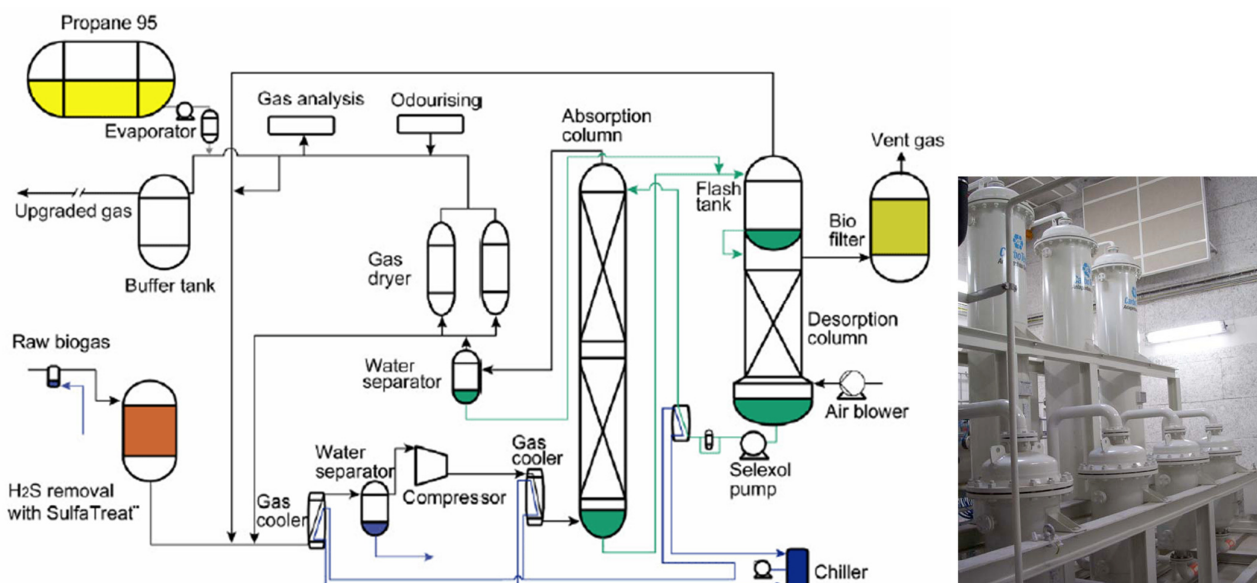 Propane 95
Evaporator
Gas analysis
Odourising
Absorption
column
Vent gas
Upgraded gas
Buffer tank
Gas
dryer
Flash
tank
Bio
filter
Raw biogas
Water
separator
Desorption
column
Air blower
H2S removal
with SulfaTreat¨
Gas
cooler
Water
separator
Compressor
Gas
cooler
Selexol
pump
Chiller